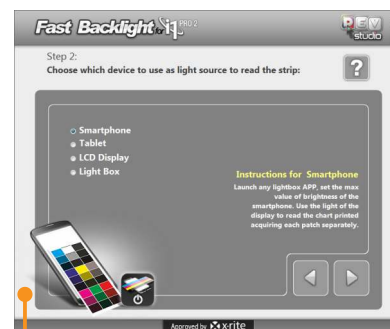 Fast Backlight for i1 PRO 2
REV
studio
Step 2:
Choose which device to use as light source to read the strip:
?
Smartphone
Tablet
LCD Display
Light Box
Instructions for Smartphone
Launch any lightbox APP, set the max
value of brightness of the
smartphone. Use the light of the
display to read the chart printed
acquiring each patch separately.
Approved by x-rite